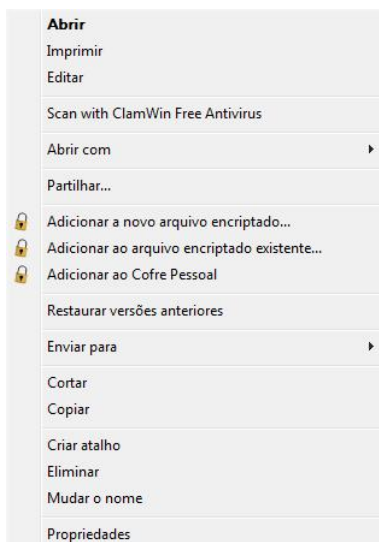 Abrir
Imprimir
Editar
Scan with ClamWin Free Antivirus
Abrir com
Partilhar...
Adicionar a novo arquivo encriptado...
Adicionar ao arquivo encriptado existente...
Adicionar ao Cofre Pessoal
Restaurar versões anteriores
Enviar para
Cortar
Copiar
Criar atalho
Eliminar
Mudar o nome
Propriedades